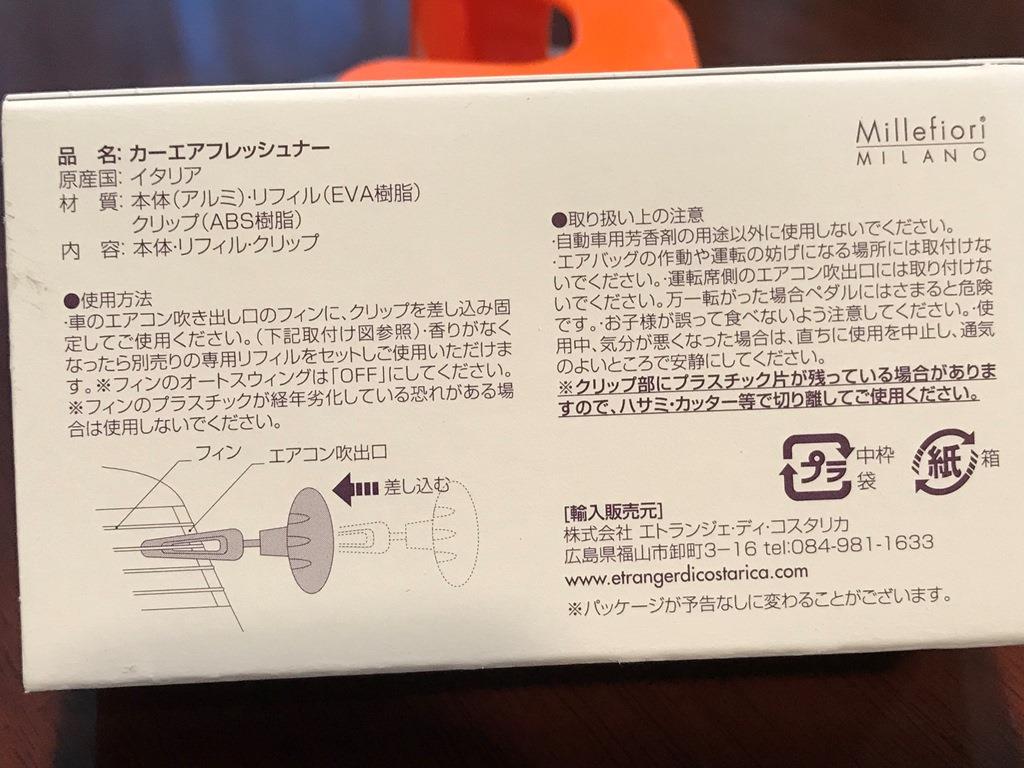 Millefiori®
MILANO
品 名: カーエアフレッシュナー
原産国: イタリア
材 質: 本体(アルミ)・リフィル(EVA樹脂)
クリップ(ABS樹脂)
内 容: 本体・リフィル・クリップ
●使用方法
・車のエアコン吹き出し口のフィンに、クリップを差し込み固
定してご使用ください。(下記取付け図参照)・香りがなく
なったら別売りの専用リフィルをセットしご使用いただけま
す。※フィンのオートスウィングは「OFF」にしてください。
※フィンのプラスチックが経年劣化している恐れがある場
合は使用しないでください。
フィン
エアコン吹出口
差し込む
●取り扱い上の注意
・自動車用芳香剤の用途以外に使用しないでください。
・エアバッグの作動や運転の妨げになる場所には取付けな
いでください。・運転席側のエアコン吹出口には取り付けな
いでください。万一転がった場合ペダルにはさまると危険
です。・お子様が誤って食べないよう注意してください。・使
用中、気分が悪くなった場合は、直ちに使用を中止し、通気
のよいところで安静にしてください。
※クリップ部にプラスチック片が残っている場合がありま
すので、ハサミ・カッター等で切り離してご使用ください。
プラ
中枠
袋
紙
箱
[輸入販売元]
株式会社 エトランジェ・ディ・コスタリカ
広島県福山市卸町3−16 tel:084-981-1633
www.etrangerdicostarica.com
※パッケージが予告なしに変わることがございます。